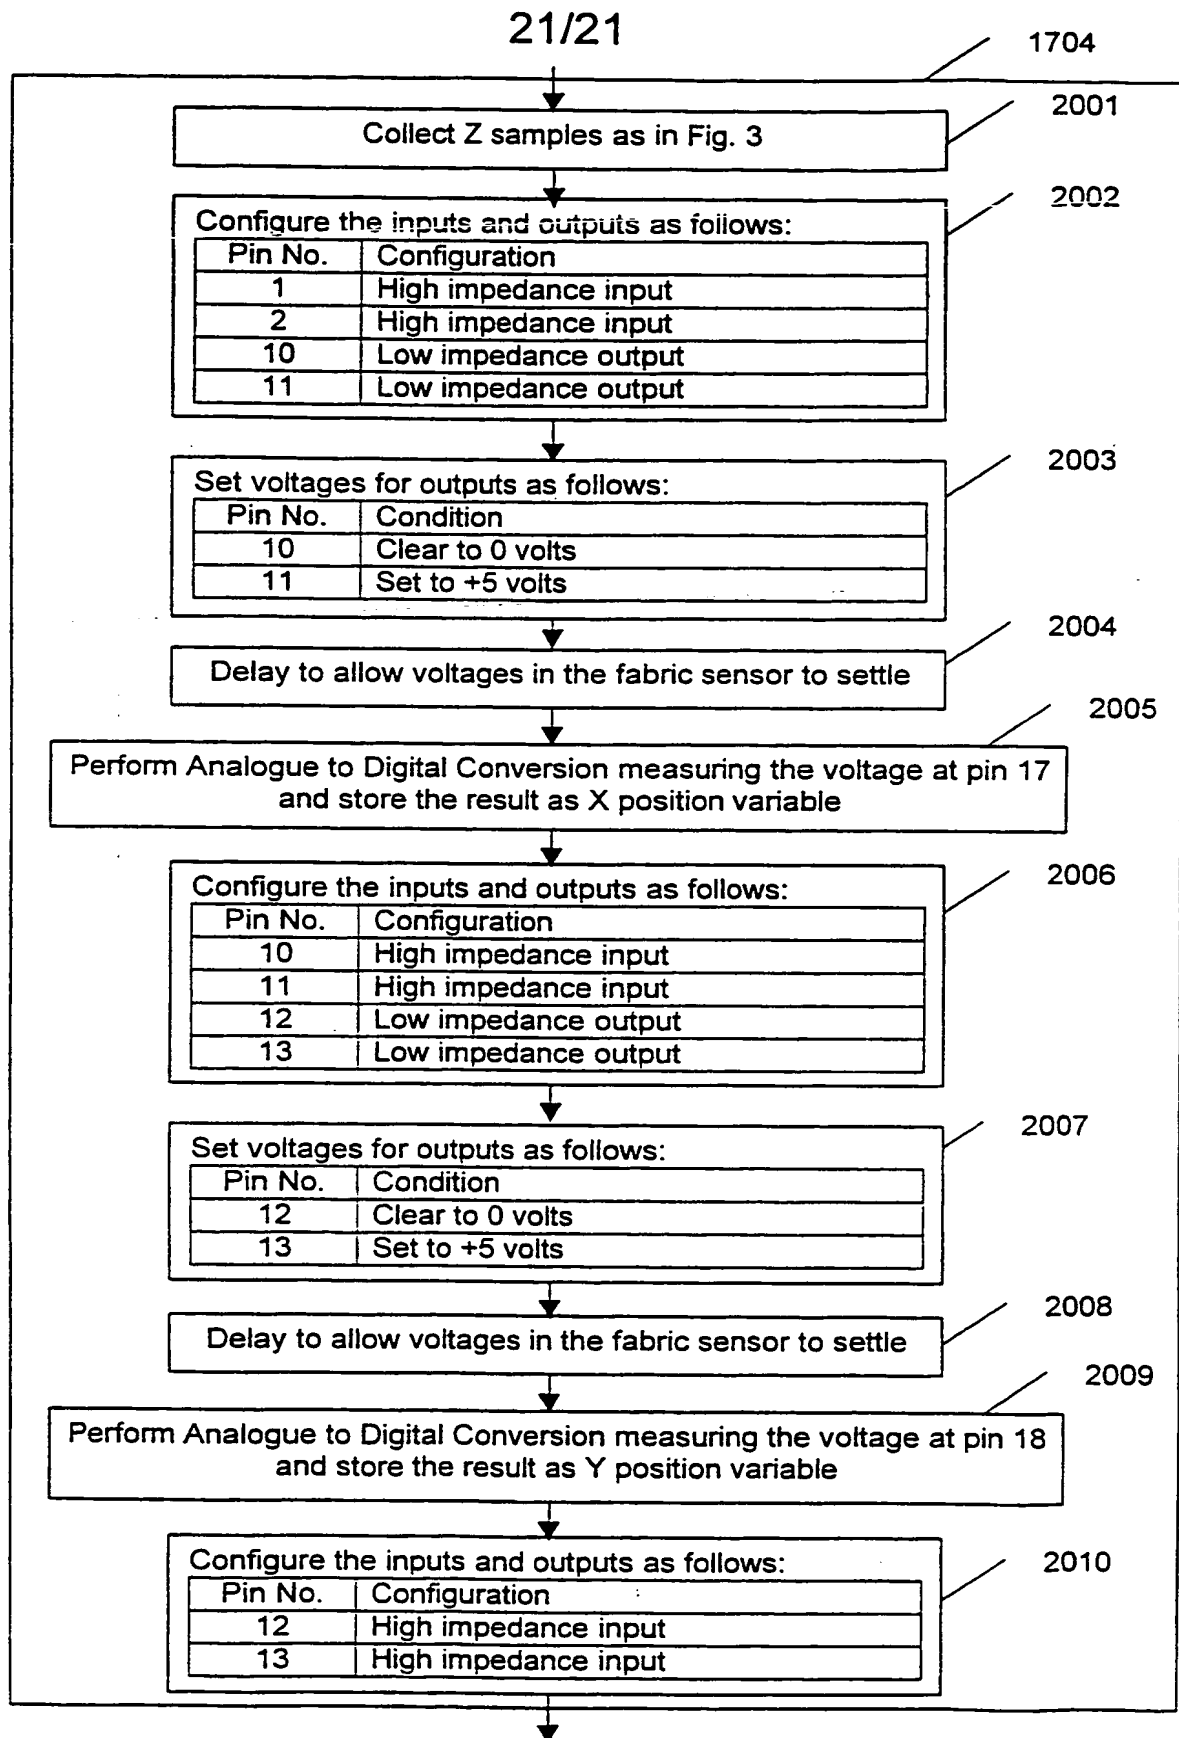 21/21
1704
2001
Collect Z samples as in Fig. 3
2002
Configure the inputs and outputs as follows:
Pin No. Configuration
1 High impedance input
2 High impedance input
10 Low impedance output
11 Low impedance output
2003
Set voltages for outputs as follows:
Pin No. Condition
10 Clear to 0 volts
11 Set to +5 volts
2004
Delay to allow voltages in the fabric sensor to settle
2005
Perform Analogue to Digital Conversion measuring the voltage at pin 17
and store the result as X position variable
2006
Configure the inputs and outputs as follows:
Pin No. Configuration
10 High impedance input
11 High impedance input
12 Low impedance output
13 Low impedance output
2007
Set voltages for outputs as follows:
Pin No. Condition
12 Clear to 0 volts
13 Set to +5 volts
2008
Delay to allow voltages in the fabric sensor to settle
2009
Perform Analogue to Digital Conversion measuring the voltage at pin 18
and store the result as Y position variable
2010
Configure the inputs and outputs as follows:
Pin No. Configuration
12 High impedance input
13 High impedance input